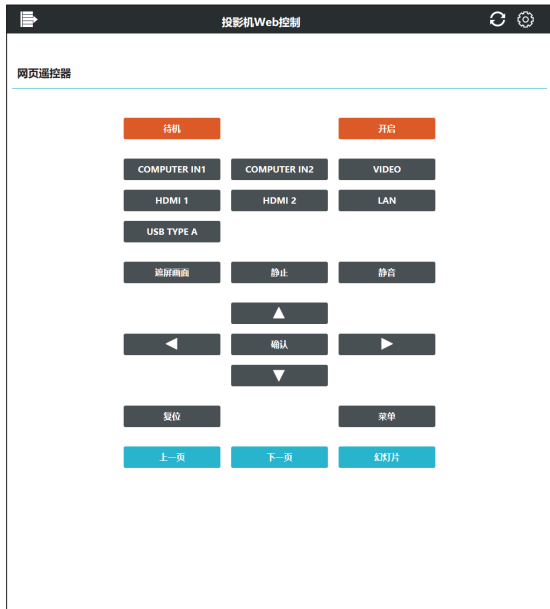 投影机Web控制
网页遥控器
待机 开启
COMPUTER IN1 COMPUTER IN2 VIDEO
HDMI 1 HDMI 2 LAN
USB TYPE A
遮屏画面 静止 静音
确认
复位 菜单
上一页 下一页 幻灯片